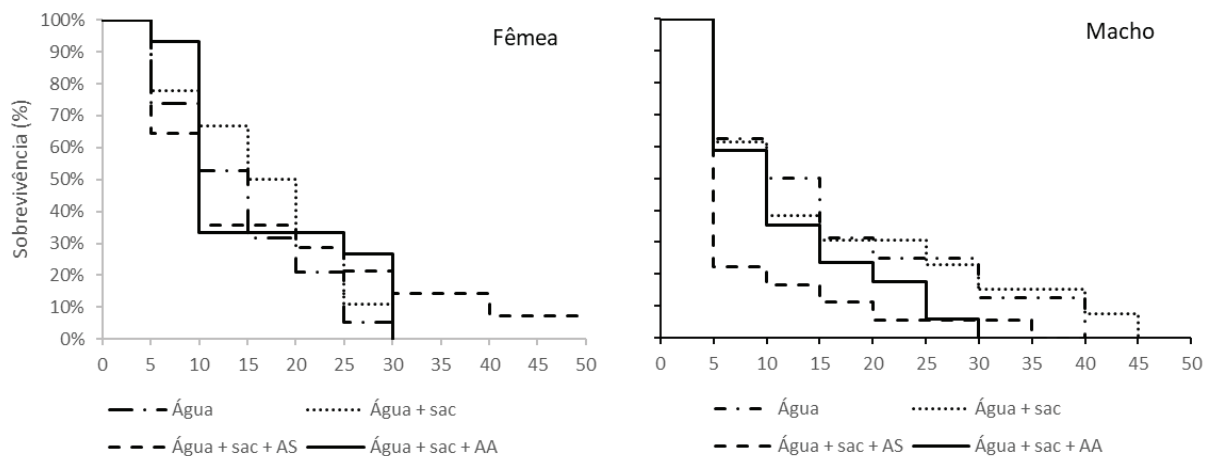 Fêmea
Sobrevivência (%)
100%
90%
80%
70%
60%
50%
40%
30%
20%
10%
0%
0 5 10 15 20 25 30 35 40 45 50
Água Água + sac
Água + sac + AS Água + sac + AA
Macho
0 5 10 15 20 25 30 35 40 45 50
Água Água + sac
Água + sac + AS Água + sac + AA